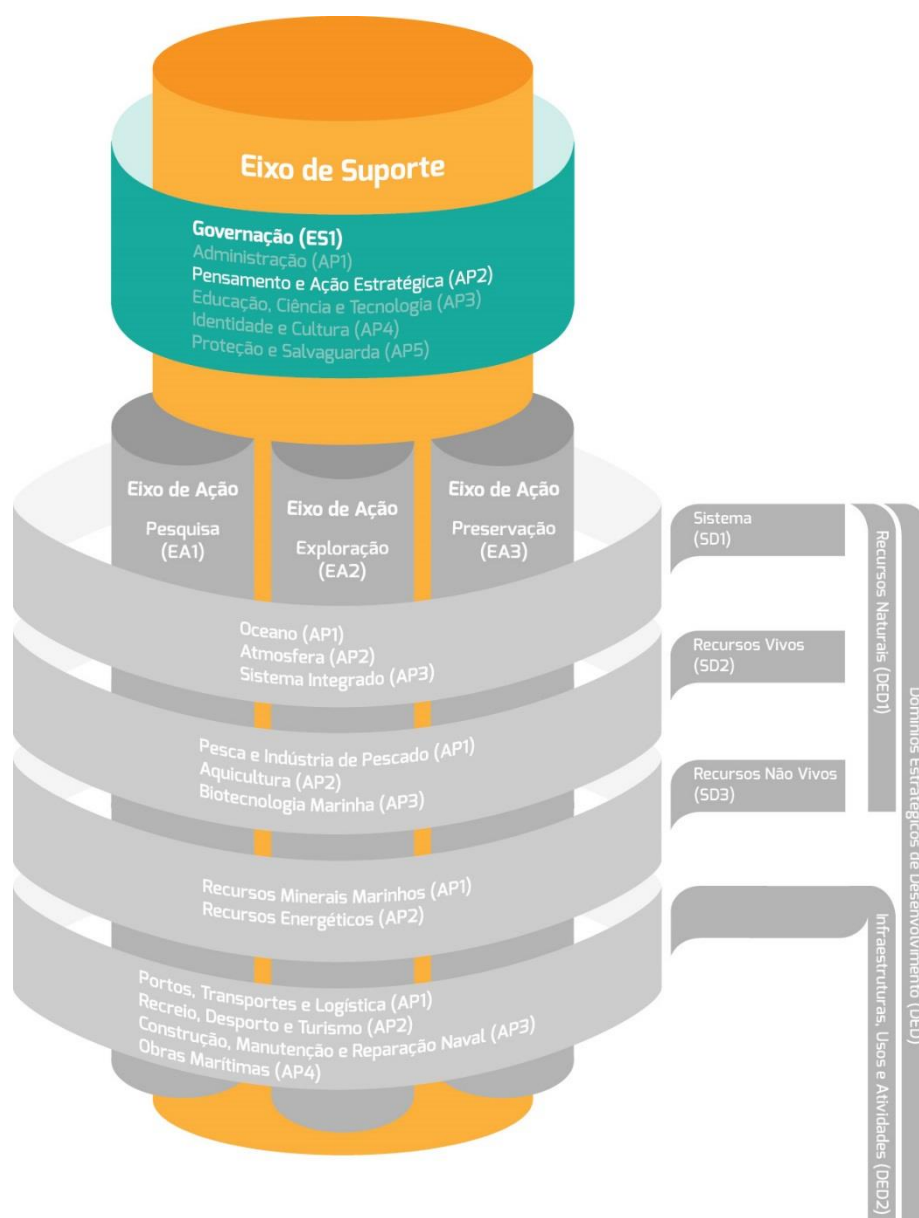 Eixo de Suporte
Governação (ES1)
Administração (AP1)
Pensamento e Ação Estratégica (AP2)
Educação, Ciência e Tecnologia (AP3)
Identidade e Cultura (AP4)
Proteção e Salvaguarda (AP5)
Eixo de Ação
Pesquisa
(EA1)
Eixo de Ação
Exploração
(EA2)
Eixo de Ação
Preservação
(EA3)
Oceano (AP1)
Atmosfera (AP2)
Sistema Integrado (AP3)
Pesca e Indústria de Pescado (AP1)
Aquicultura (AP2)
Biotecnologia Marinha (AP3)
Recursos Minerais Marinhos (AP1)
Recursos Energéticos (AP2)
Portos, Transportes e Logística (AP1)
Recreio, Desporto e Turismo (AP2)
Construção, Manutenção e Reparação Naval (AP3)
Obras Marítimas (AP4)
Sistema
(SD1)
Recursos Vivos
(SD2)
Recursos Não Vivos
(SD3)
Recursos Naturais (DED1)
Infraestruturas, Usos e Atividades (DED2)
Domínios Estratégicos de Desenvolvimento (DED)